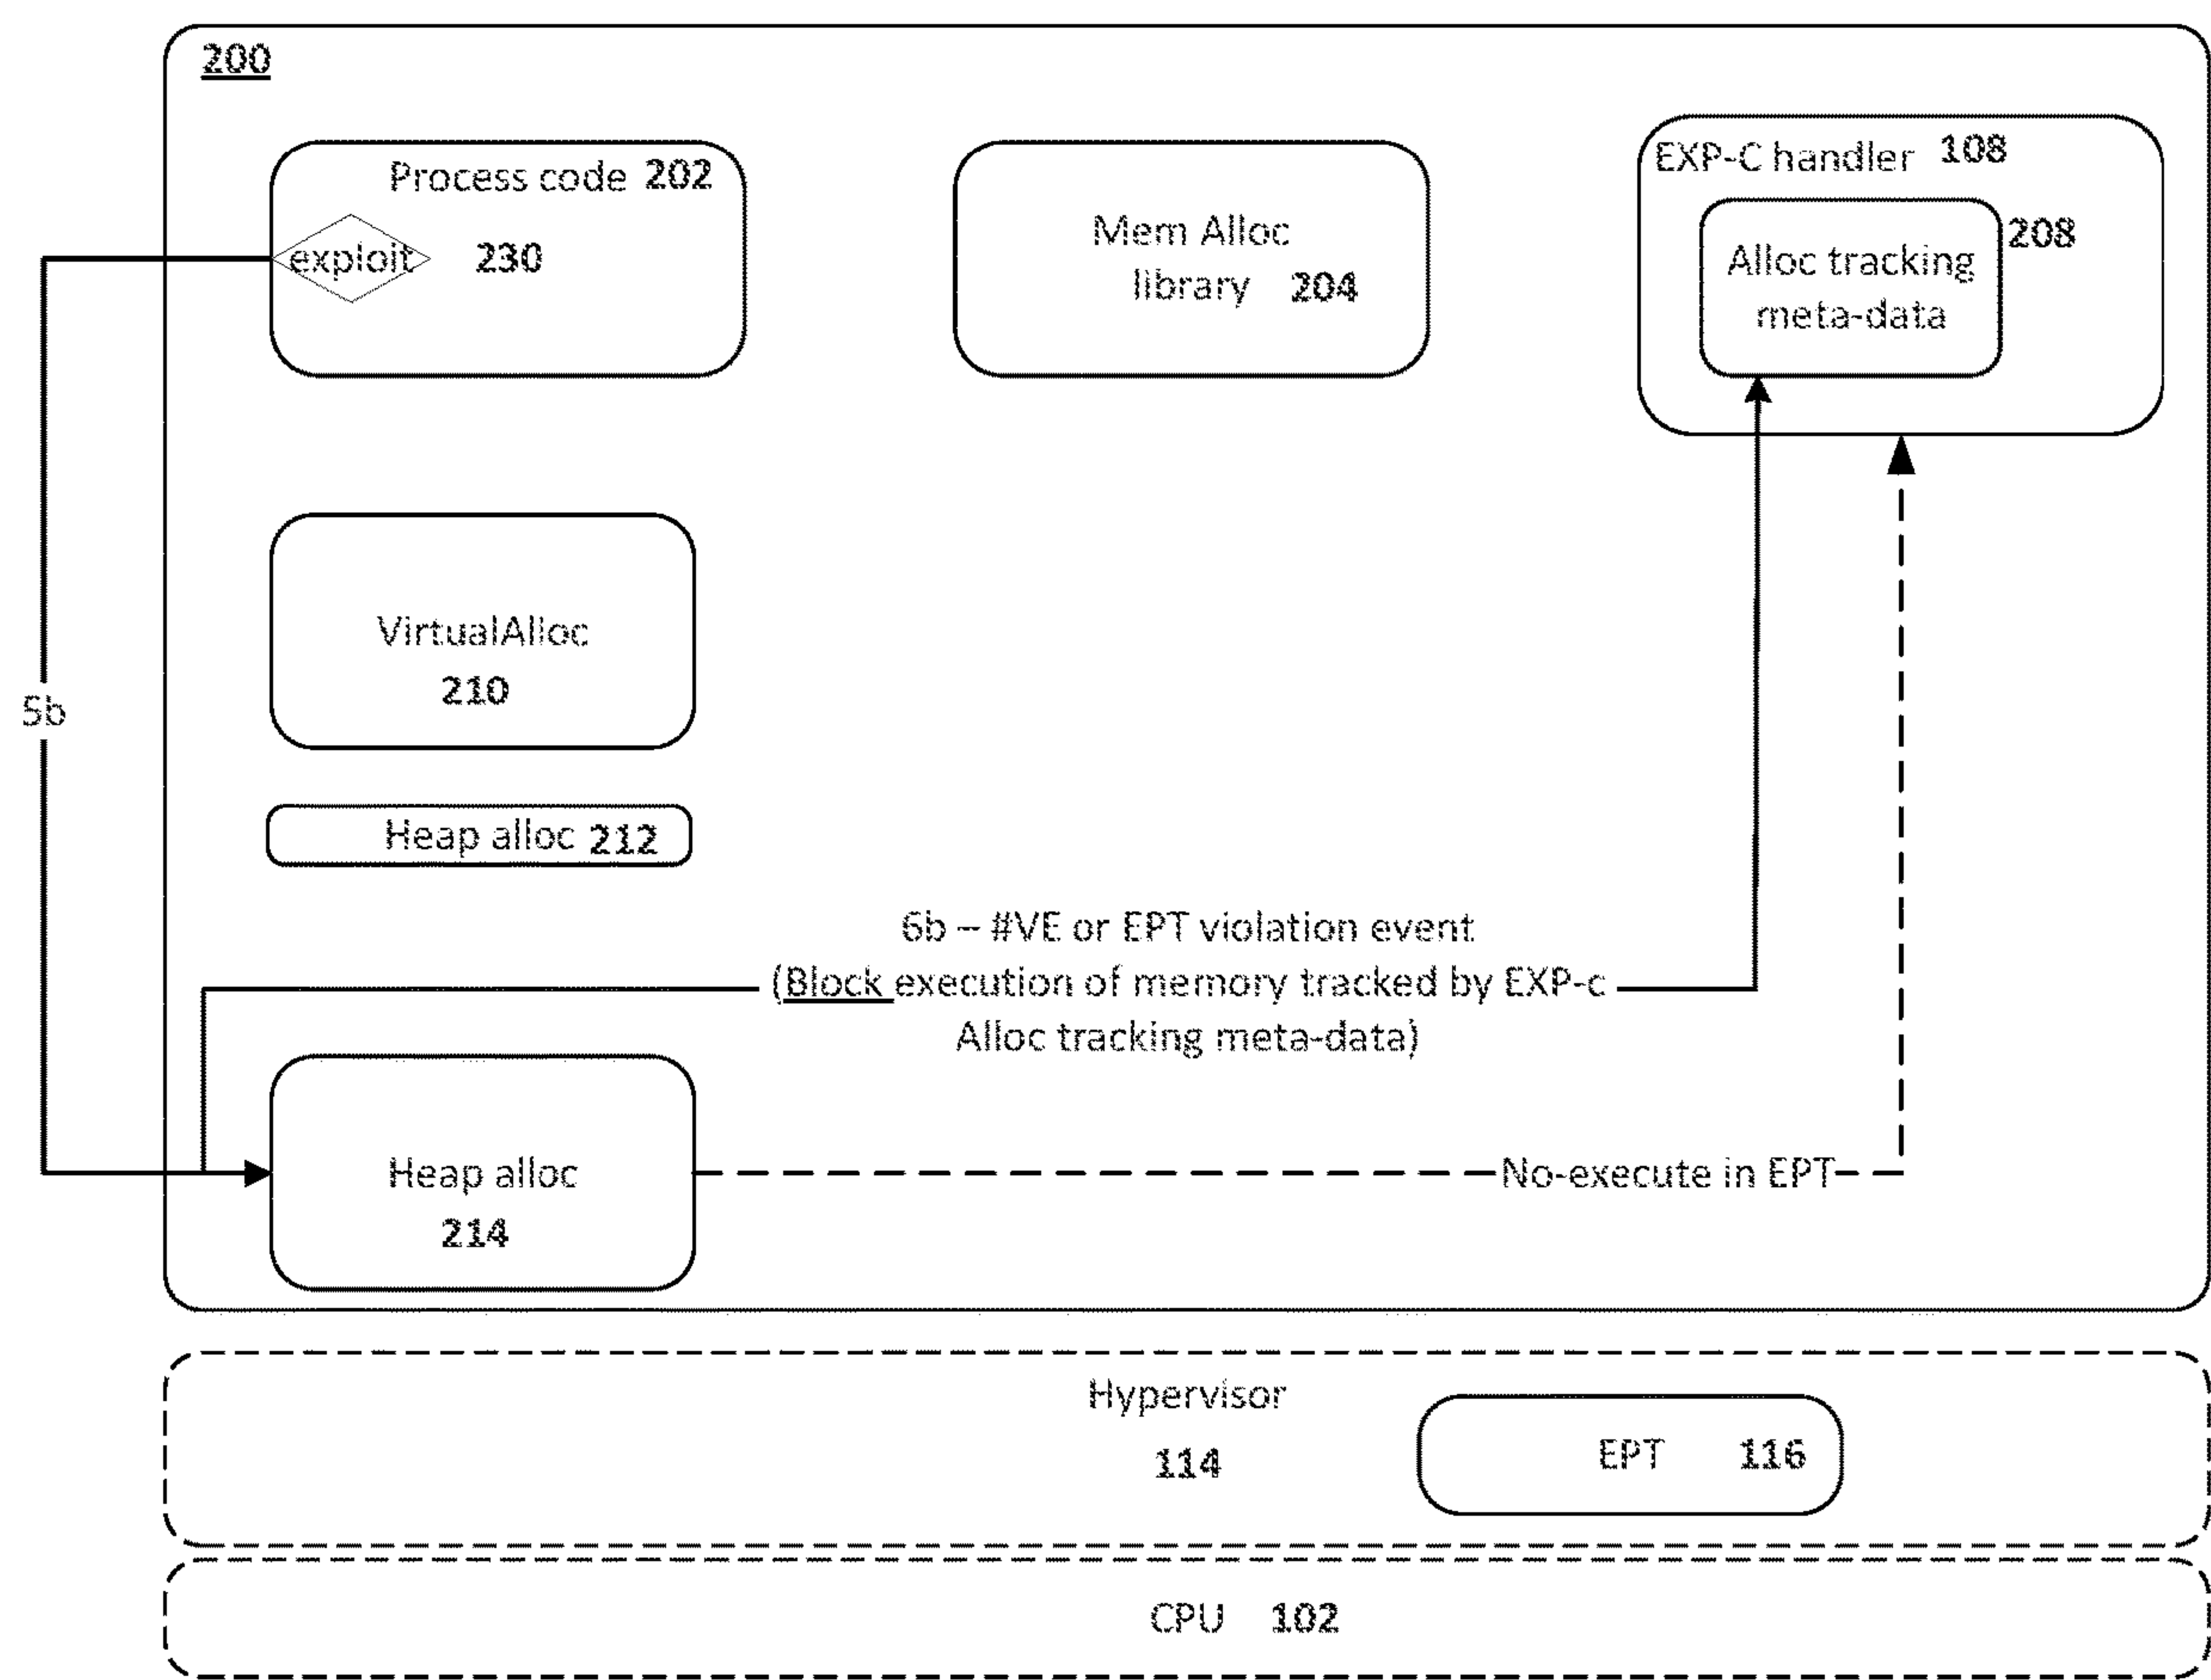 200
Process code 202
exploit 230
Mem Alloc
library 204
EXP-C handler 108
208
Alloc tracking
meta-data
VirtualAlloc
210
5b
Heap alloc 212
6b – #VE or EPT violation event
(Block execution of memory tracked by EXP-c
Alloc tracking meta-data)
Heap alloc
214
No-execute in EPT
Hypervisor
114
EPT 116
CPU 102